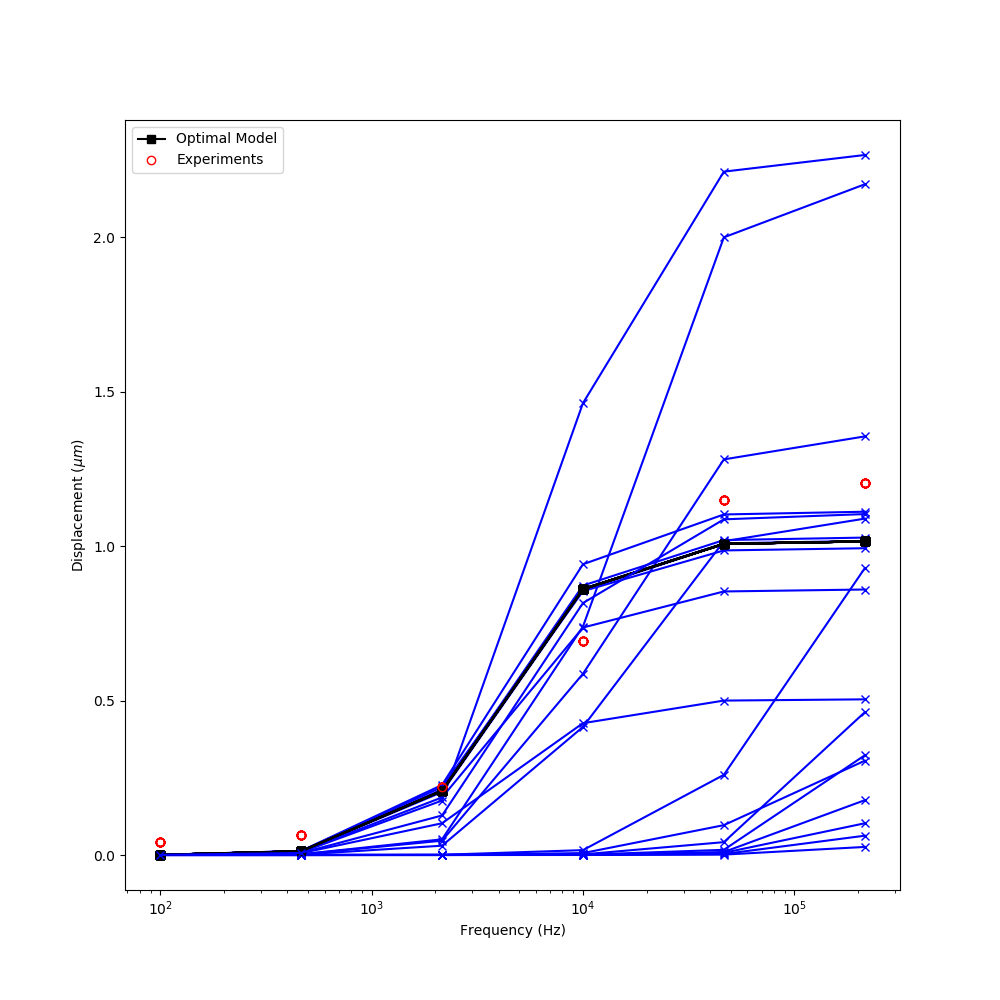 Optimal Model
Experiments
2.0
1.5
1.0
0.5
0.0
Displacement (μm)
10²
10³
10⁴
10⁵
Frequency (Hz)